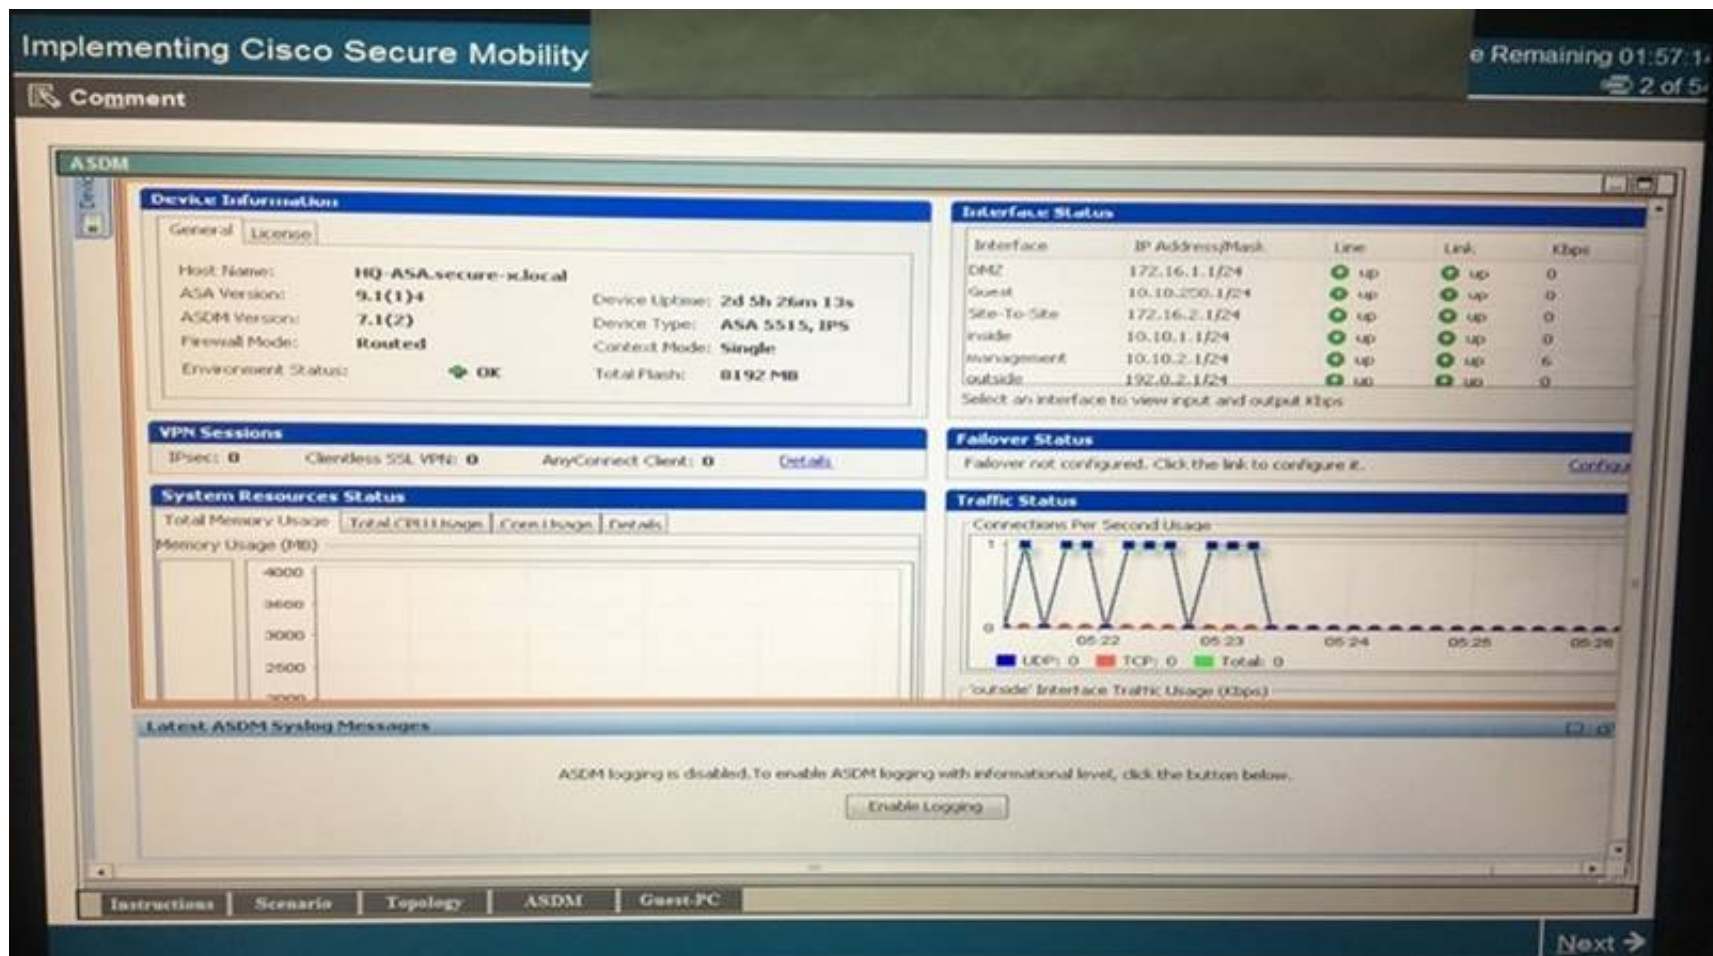 Implementing Cisco Secure Mobility
e Remaining 01:57:1
2 of 5
Comment
ASDM
Device Information
General License
Host Name: HQ-ASA.secure-x.local
ASA Version: 9.1(1)4
Device Uptime: 2d 5h 26m 13s
ASDM Version: 7.1(2)
Device Type: ASA 5515, IPS
Firewall Mode: Routed
Context Mode: Single
Environment Status: OK
Total Flash: 8192 MB
Interface Status
Interface IP Address/Mask Line Link Kbps
DMZ 172.16.1.1/24 up up 0
Guest 10.10.250.1/24 up up 0
Site-To-Site 172.16.2.1/24 up up 0
inside 10.10.1.1/24 up up 0
management 10.10.2.1/24 up up 6
outside 192.0.2.1/24 up up 0
Select an interface to view input and output Kbps
VPN Sessions
IPsec: 0 Clientless SSL VPN: 0 AnyConnect Client: 0 Details
Failover Status
Failover not configured. Click the link to configure it. Configu
System Resources Status
Total Memory Usage Total CPU Usage Core Usage Details
Memory Usage (MB)
4000
3600
3000
2500
Traffic Status
Connections Per Second Usage
1
0
05:22 05:23 05:24 05:25 05:26
UDP: 0 TCP: 0 Total: 0
'outside' Interface Traffic Usage (Kbps)
Latest ASDM Syslog Messages
ASDM logging is disabled.To enable ASDM logging with informational level, click the button below.
Enable Logging
Instructions Scenario Topology ASDM Guest-PC
Next